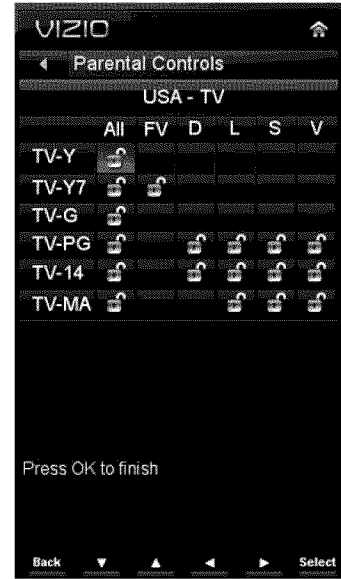 VIZIO
Parental Controls
USA - TV
All FV D L S V
TV-Y
TV-Y7
TV-G
TV-PG
TV-14
TV-MA
Press OK to finish
Back Select